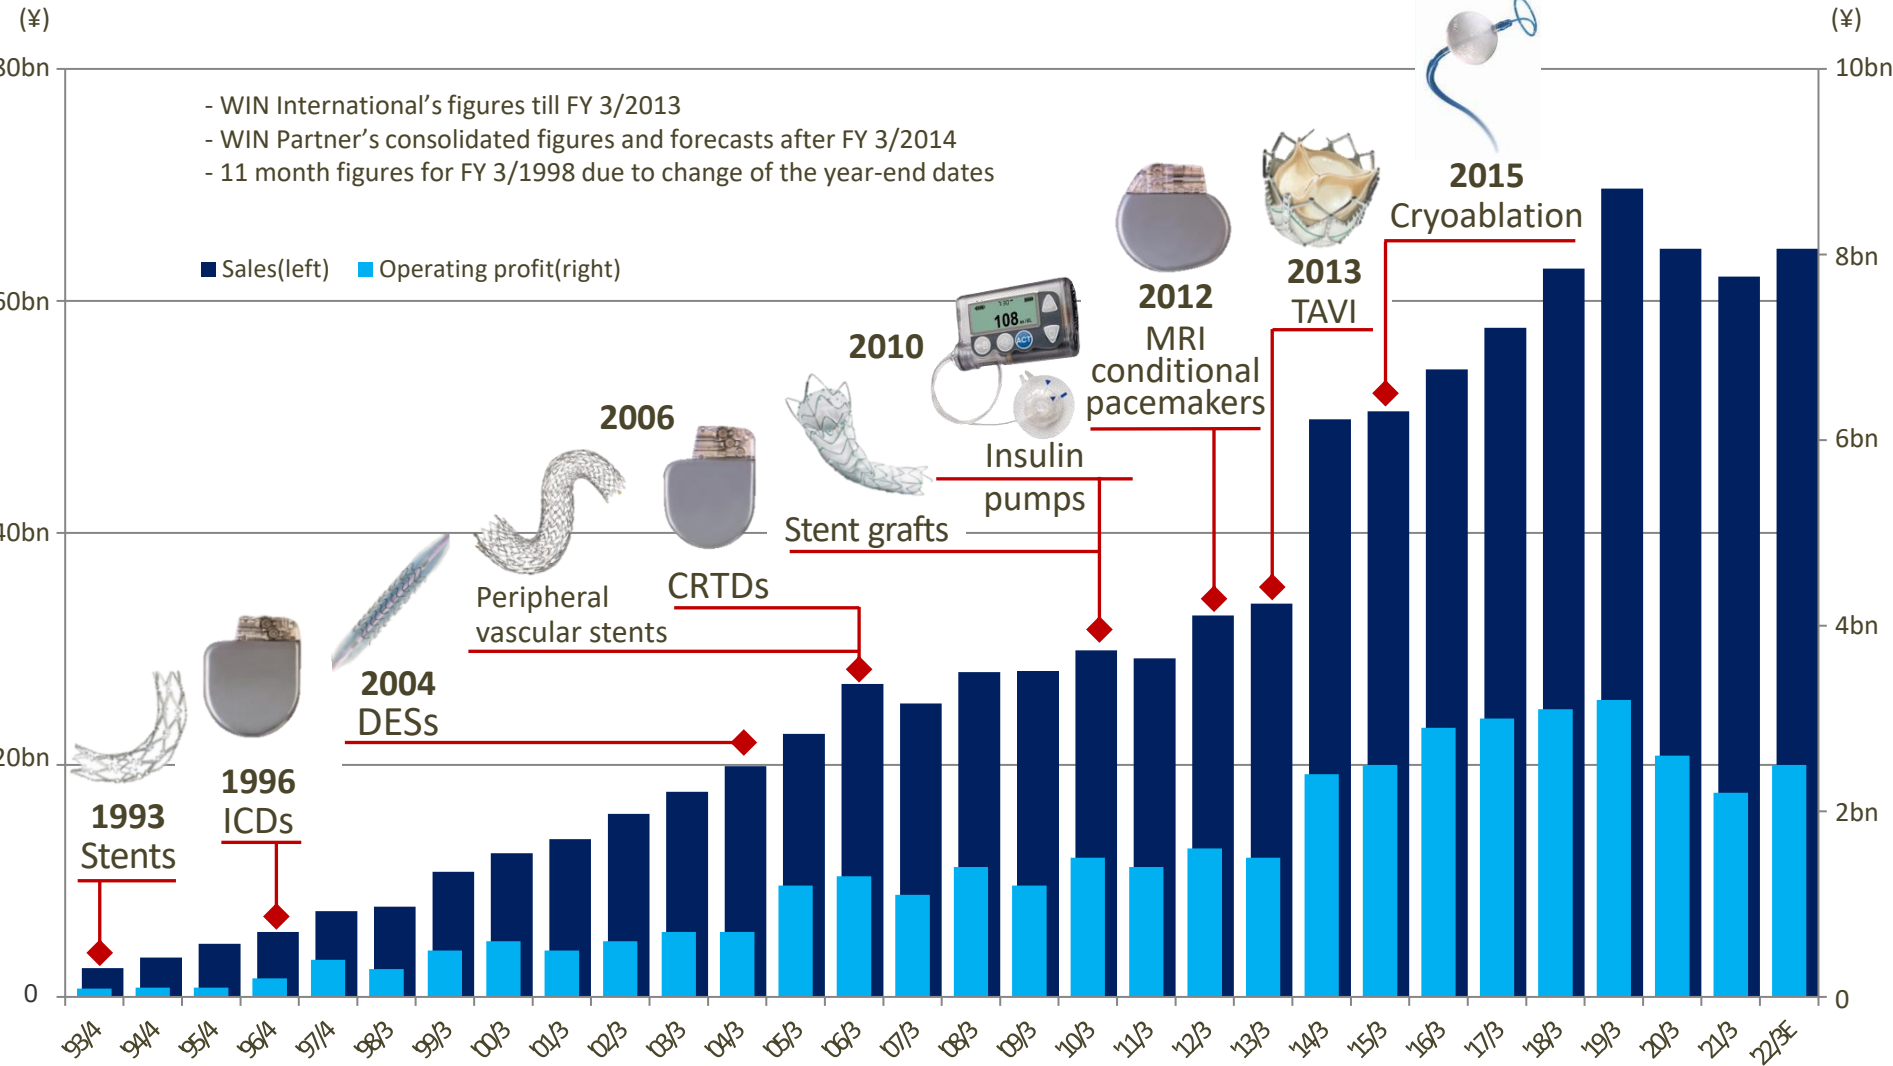 (¥)
(¥)
80bn
10bn
- WIN International's figures till FY 3/2013
- WIN Partner's consolidated figures and forecasts after FY 3/2014
- 11 month figures for FY 3/1998 due to change of the year-end dates
Sales(left)
Operating profit(right)
2015
Cryoablation
8bn
2013
TAVI
60bn
2012
MRI
conditional
pacemakers
2010
108
ACT
Insulin
pumps
Stent grafts
6bn
2006
40bn
CRTDs
Peripheral
vascular stents
4bn
2004
DESs
20bn
1996
ICDs
1993
Stents
2bn
0
0
'93/4
'94/4
'95/4
'96/4
'97/4
'98/3
'99/3
'00/3
'01/3
'02/3
'03/3
'04/3
'05/3
'06/3
'07/3
'08/3
'09/3
'10/3
'11/3
'12/3
'13/3
'14/3
'15/3
'16/3
'17/3
'18/3
'19/3
'20/3
'21/3
'22/3E